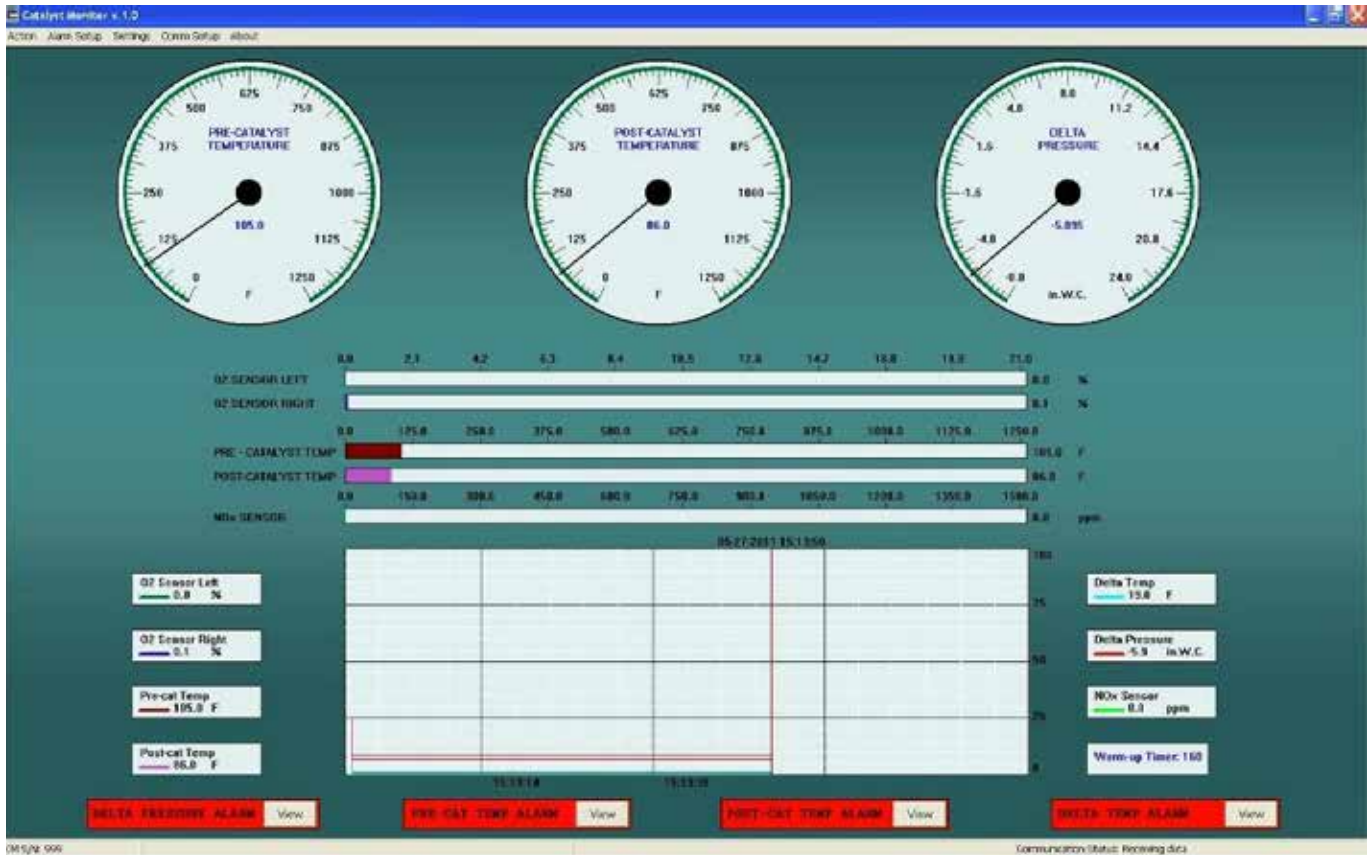 Catalyst Monitor v. 1.0
Action Alarm Setup Settings Comm Setup About
PRE-CATALYST
TEMPERATURE
0 125 250 375 500 625 750 875 1000 1125 1250
105.0
F
POST-CATALYST
TEMPERATURE
0 125 250 375 500 625 750 875 1000 1125 1250
86.0
F
DELTA
PRESSURE
-4.8 -1.6 1.6 4.8 8.0 11.2 14.4 17.6 20.8 24.0
-5.895
in.W.C.
0.0 2.1 4.2 6.3 8.4 10.5 12.6 14.7 16.8 18.9 21.0
O2 SENSOR LEFT 0.0 %
O2 SENSOR RIGHT 0.1 %
0.0 125.0 250.0 375.0 500.0 625.0 750.0 875.0 1000.0 1125.0 1250.0
PRE - CATALYST TEMP 105.0 F
POST-CATALYST TEMP 86.0 F
0.0 150.0 300.0 450.0 600.0 750.0 900.0 1050.0 1200.0 1350.0 1500.0
NOx SENSOR 0.0 ppm
05-27-2011 15:13:50
100
75
50
25
0
O2 Sensor Left
0.0 %
O2 Sensor Right
0.1 %
Pre-cat Temp
105.0 F
Post-cat Temp
86.0 F
Delta Temp
19.0 F
Delta Pressure
-5.9 in.W.C.
NOx Sensor
0.0 ppm
Warm-up Timer: 160
DELTA PRESSURE ALARM View
PRE-CAT TEMP ALARM View
POST-CAT TEMP ALARM View
DELTA TEMP ALARM View
CM S/N: 999
Communication Status: Receiving data